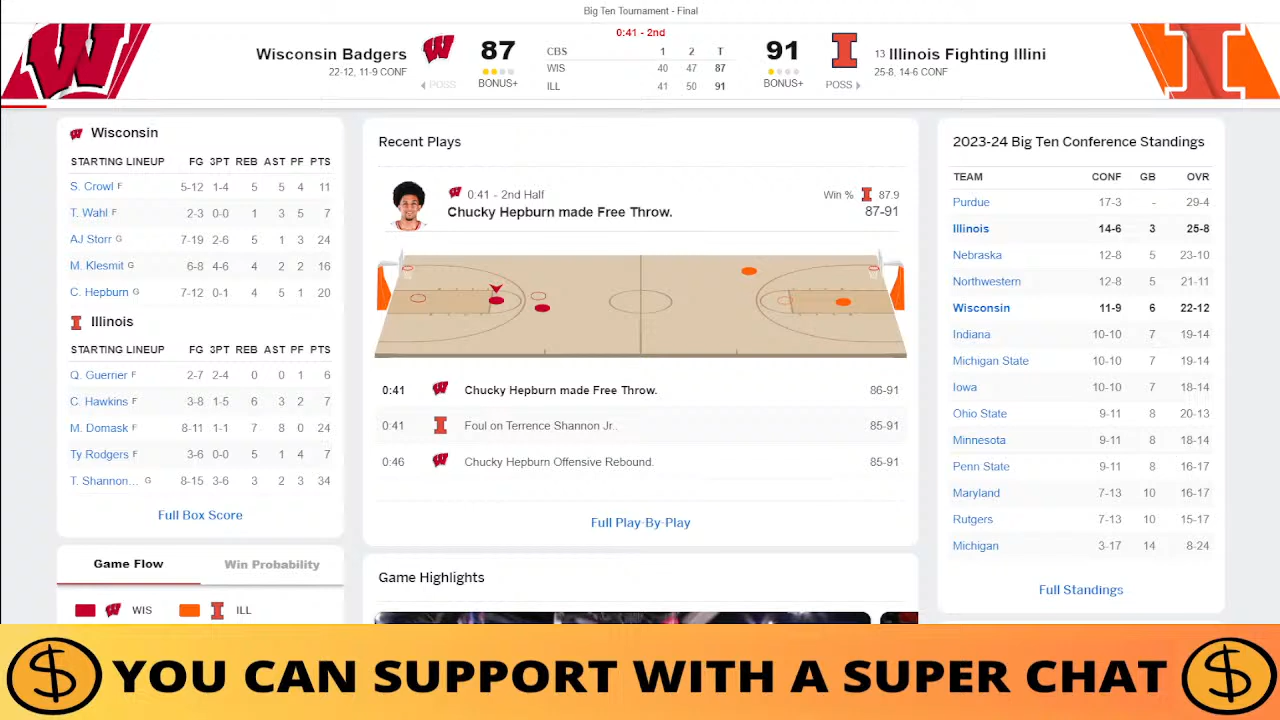 Big Ten Tournament - Final
Wisconsin Badgers
22-12, 11-9 CONF
POSS
87
BONUS+
0:41 - 2nd
CBS 1 2 T
WIS 40 47 87
ILL 41 50 91
91
BONUS+
POSS
13 Illinois Fighting Illini
25-8, 14-6 CONF
Wisconsin
STARTING LINEUP FG 3PT REB AST PF PTS
S. Crowl F 5-12 1-4 5 5 4 11
T. Wahl F 2-3 0-0 1 3 5 7
AJ Storr G 7-19 2-6 5 1 3 24
M. Klesmit G 6-8 4-6 4 2 2 16
C. Hepburn G 7-12 0-1 4 5 1 20
Illinois
STARTING LINEUP FG 3PT REB AST PF PTS
Q. Guerrier F 2-7 2-4 0 0 1 6
C. Hawkins F 3-8 1-5 6 3 2 7
M. Domask F 8-11 1-1 7 8 0 24
Ty Rodgers F 3-6 0-0 5 1 4 7
T. Shannon... G 8-15 3-6 3 2 3 34
Full Box Score
Game Flow
Win Probability
WIS
ILL
Recent Plays
0:41 - 2nd Half
Chucky Hepburn made Free Throw.
Win % 87.9
87-91
0:41 Chucky Hepburn made Free Throw. 86-91
0:41 Foul on Terrence Shannon Jr.. 85-91
0:46 Chucky Hepburn Offensive Rebound. 85-91
Full Play-By-Play
Game Highlights
2023-24 Big Ten Conference Standings
TEAM CONF GB OVR
Purdue 17-3 - 29-4
Illinois 14-6 3 25-8
Nebraska 12-8 5 23-10
Northwestern 12-8 5 21-11
Wisconsin 11-9 6 22-12
Indiana 10-10 7 19-14
Michigan State 10-10 7 19-14
Iowa 10-10 7 18-14
Ohio State 9-11 8 20-13
Minnesota 9-11 8 18-14
Penn State 9-11 8 16-17
Maryland 7-13 10 16-17
Rutgers 7-13 10 15-17
Michigan 3-17 14 8-24
Full Standings
$ YOU CAN SUPPORT WITH A SUPER CHAT $